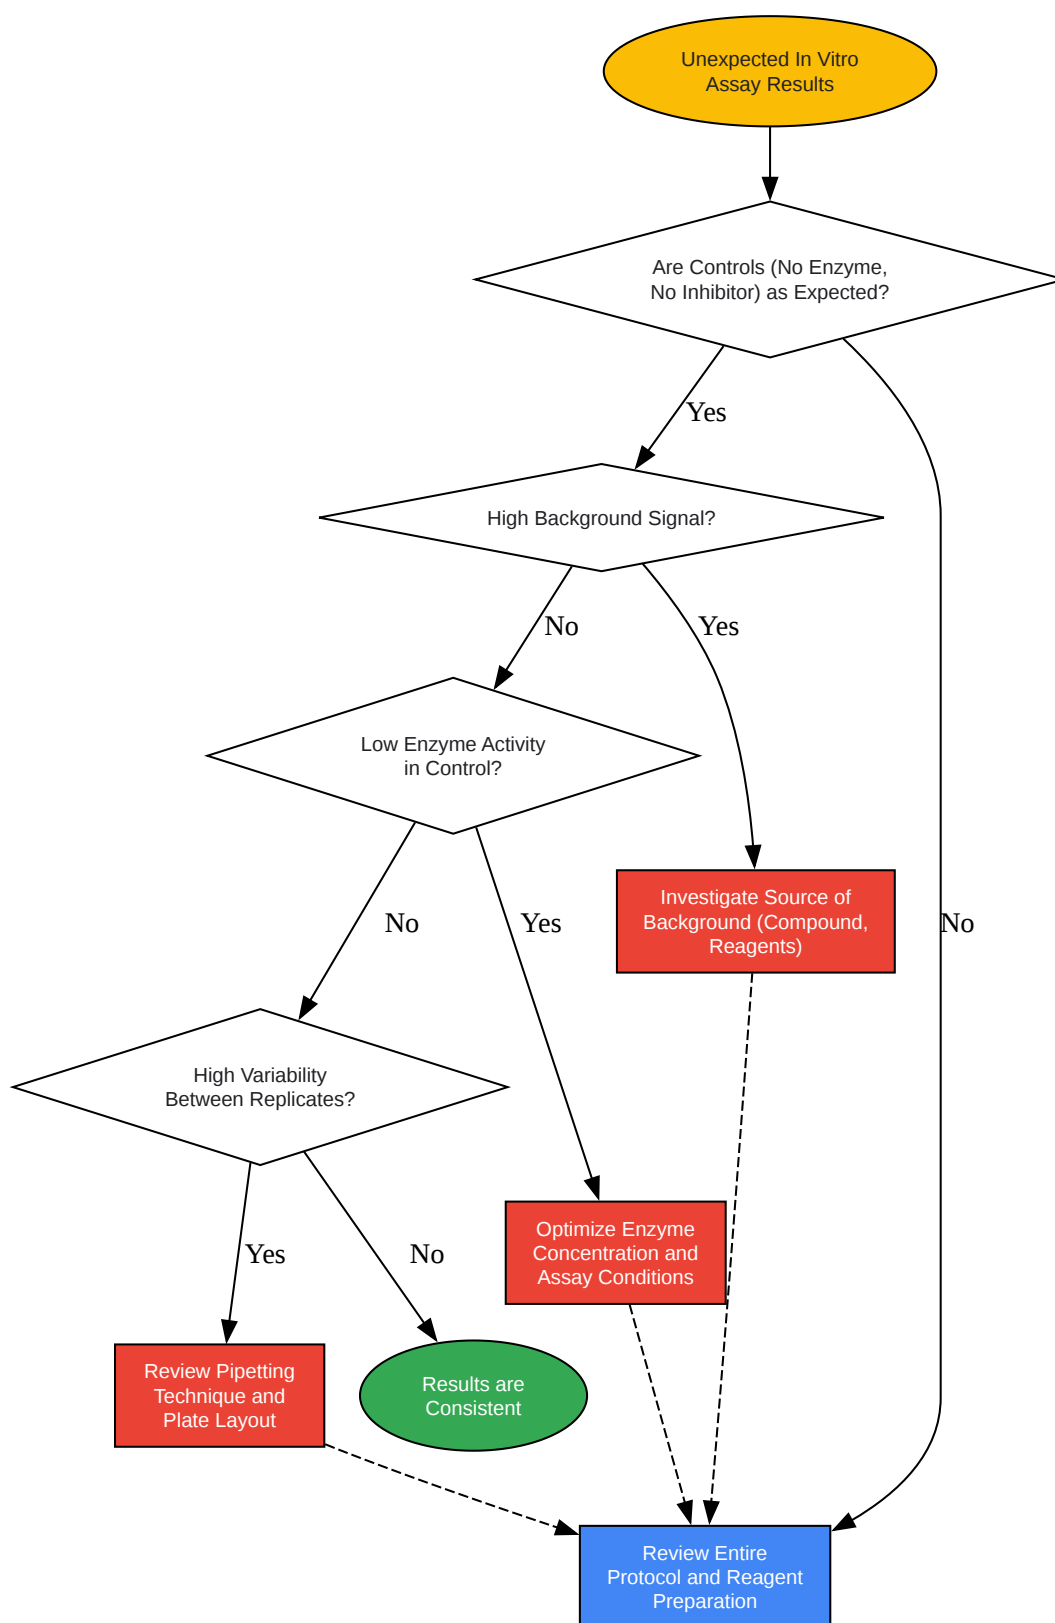 Unexpected In Vitro
Assay Results
Are Controls (No Enzyme,
No Inhibitor) as Expected?
Yes
High Background Signal?
No
Yes
Low Enzyme Activity
in Control?
Investigate Source of
Background (Compound,
Reagents)
No
Yes
No
High Variability
Between Replicates?
Optimize Enzyme
Concentration and
Assay Conditions
Yes
No
Review Pipetting
Technique and
Plate Layout
Results are
Consistent
Review Entire
Protocol and Reagent
Preparation